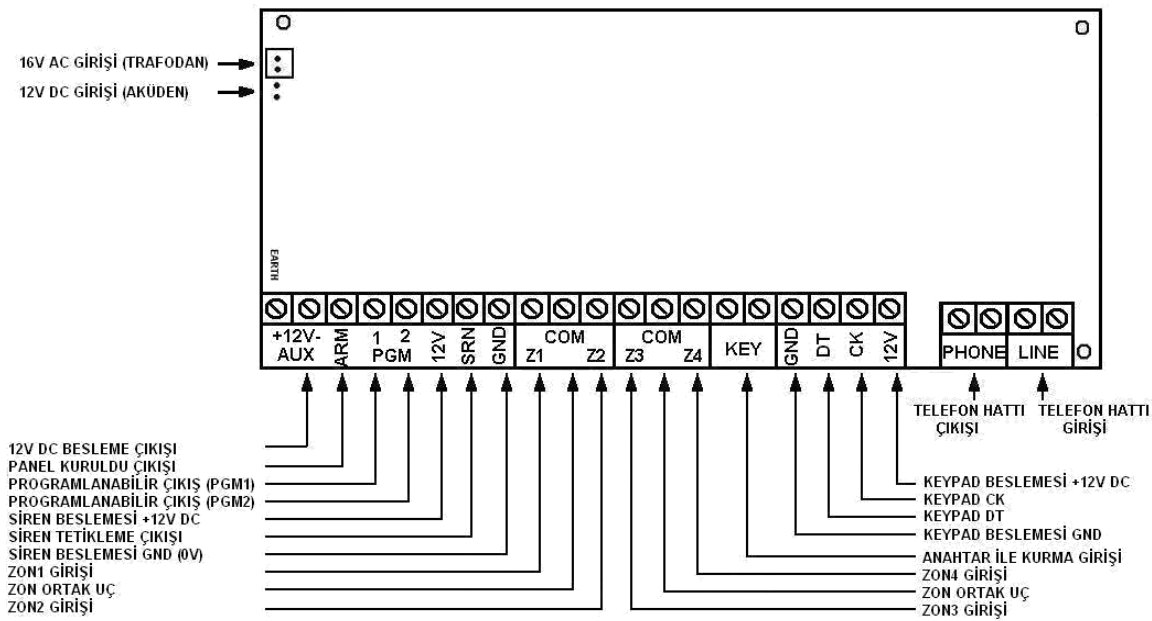 16V AC GİRİŞİ (TRAFODAN)
12V DC GİRİŞİ (AKÜDEN)
EARTH
+12V-
AUX
ARM
1 2
PGM
12V
SRN
GND
COM
Z1 Z2
COM
Z3 Z4
KEY
GND
DT
CK
12V
PHONE LINE
TELEFON HATTI
ÇIKIŞI
TELEFON HATTI
GİRİŞİ
12V DC BESLEME ÇIKIŞI
PANEL KURULDU ÇIKIŞI
PROGRAMLANABİLİR ÇIKIŞ (PGM1)
PROGRAMLANABİLİR ÇIKIŞ (PGM2)
SİREN BESLEMESİ +12V DC
SİREN TETİKLEME ÇIKIŞI
SİREN BESLEMESİ GND (0V)
ZON1 GİRİŞİ
ZON ORTAK UÇ
ZON2 GİRİŞİ
KEYPAD BESLEMESİ +12V DC
KEYPAD CK
KEYPAD DT
KEYPAD BESLEMESİ GND
ANAHTAR İLE KURMA GİRİŞİ
ZON4 GİRİŞİ
ZON ORTAK UÇ
ZON3 GİRİŞİ